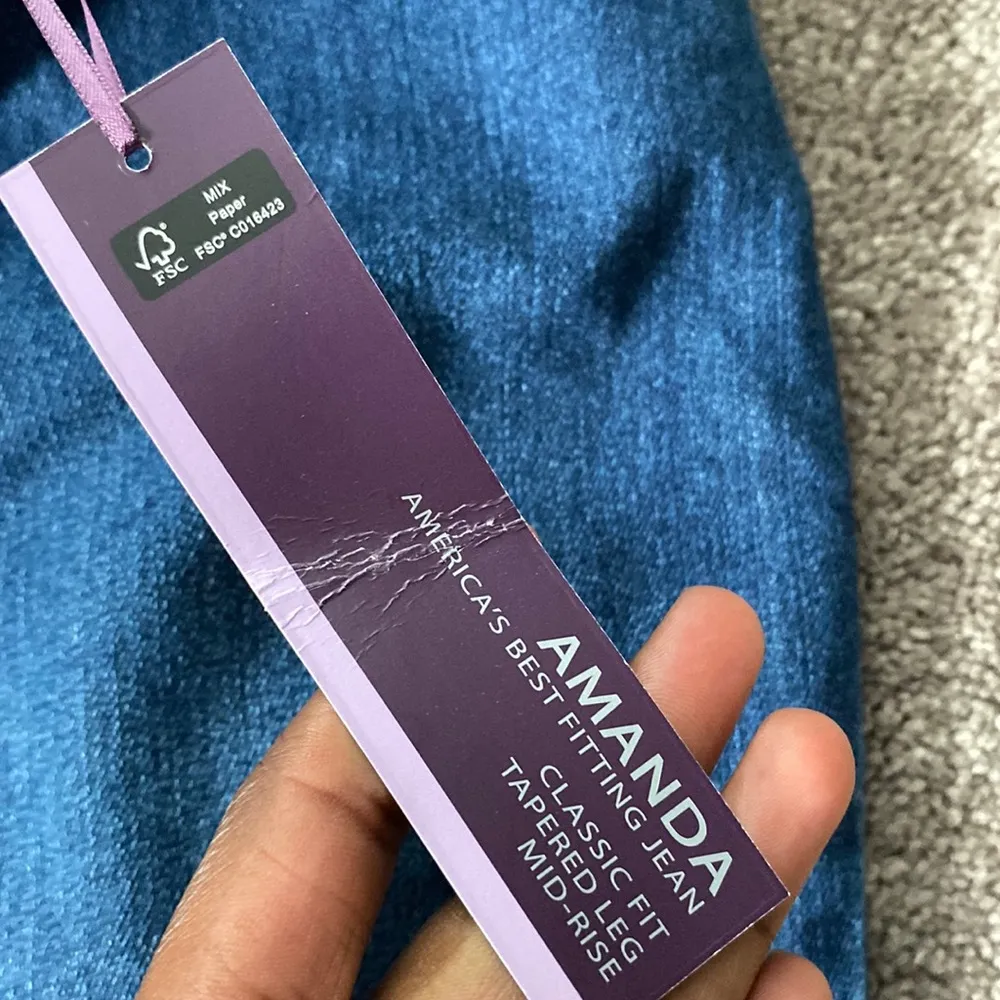 MIX
Paper
FSC® C016423
FSC
AMANDA
AMERICA'S BEST FITTING JEAN
CLASSIC FIT
TAPERED LEG
MID-RISE